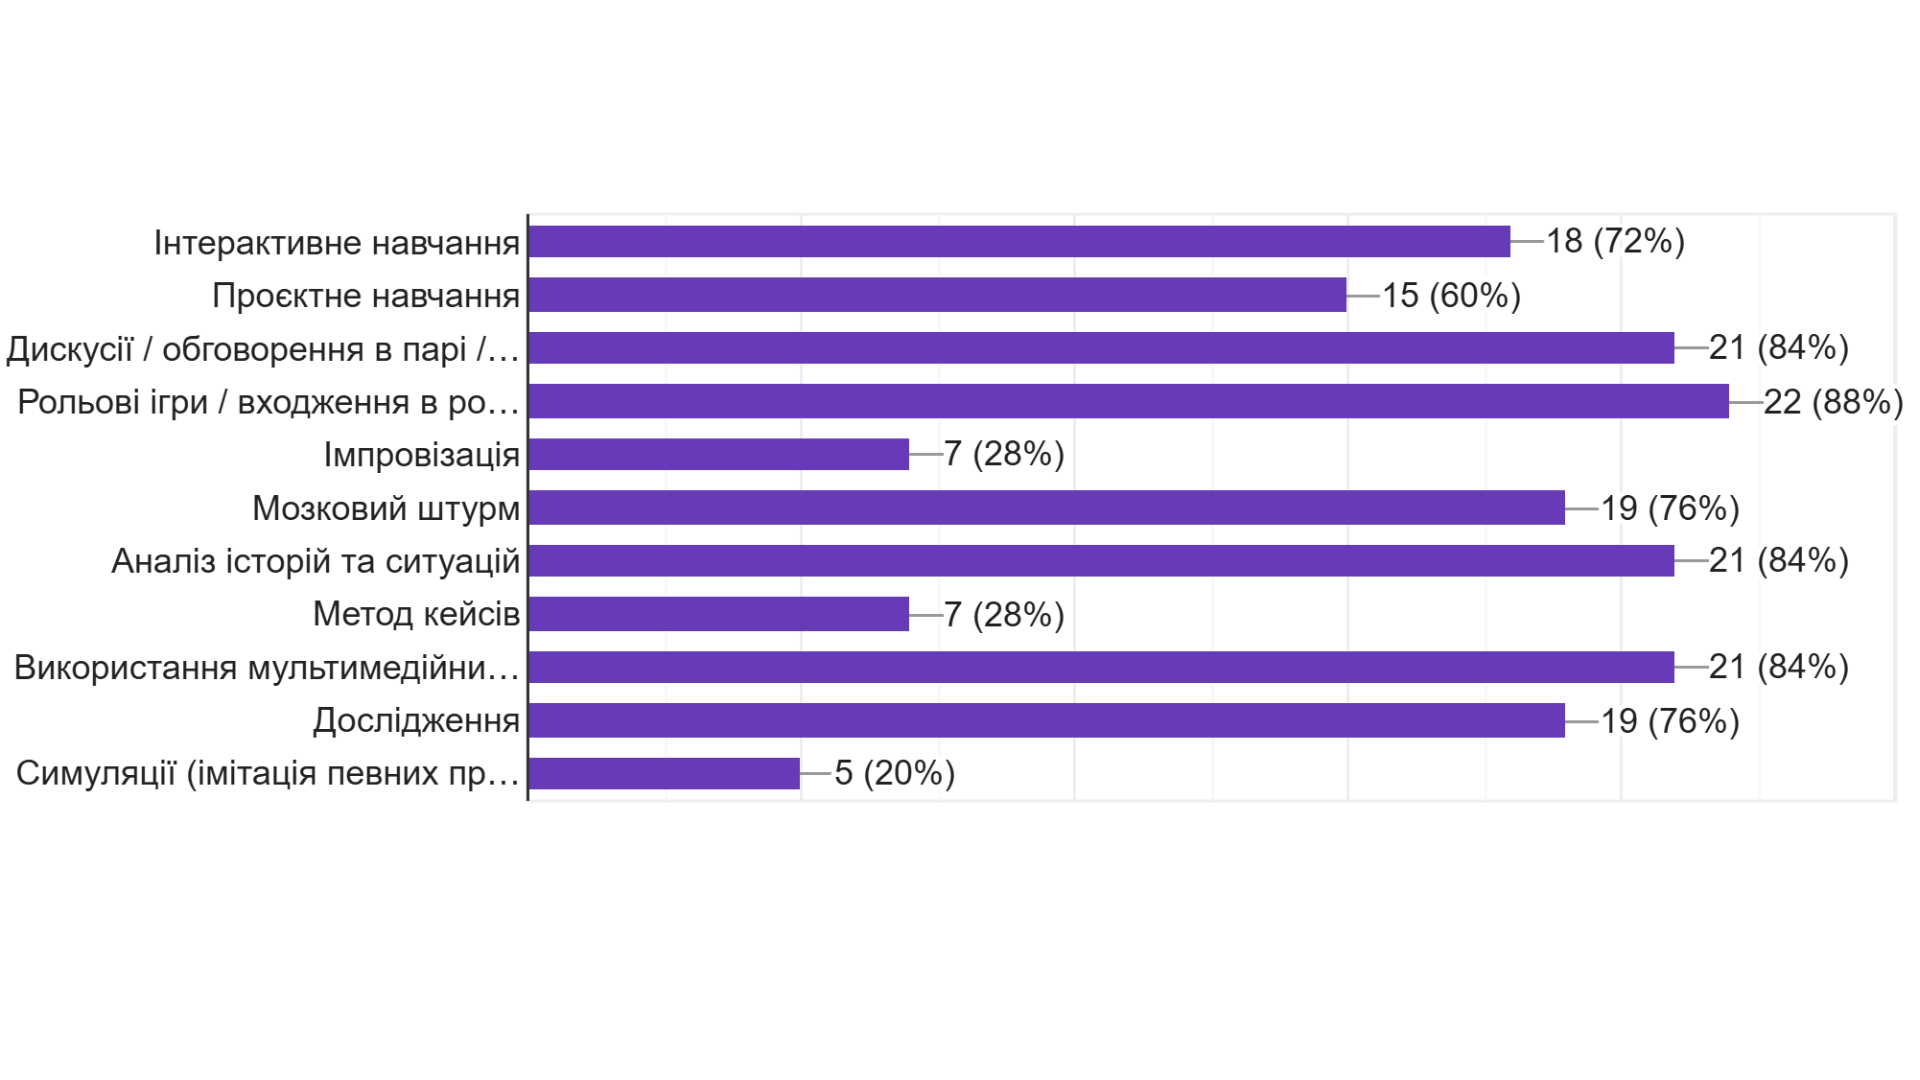 Інтерактивне навчання 18 (72%)
Проєктне навчання 15 (60%)
Дискусії / обговорення в парі /… 21 (84%)
Рольові ігри / входження в ро… 22 (88%)
Імпровізація 7 (28%)
Мозковий штурм 19 (76%)
Аналіз історій та ситуацій 21 (84%)
Метод кейсів 7 (28%)
Використання мультимедійни… 21 (84%)
Дослідження 19 (76%)
Симуляції (імітація певних пр… 5 (20%)